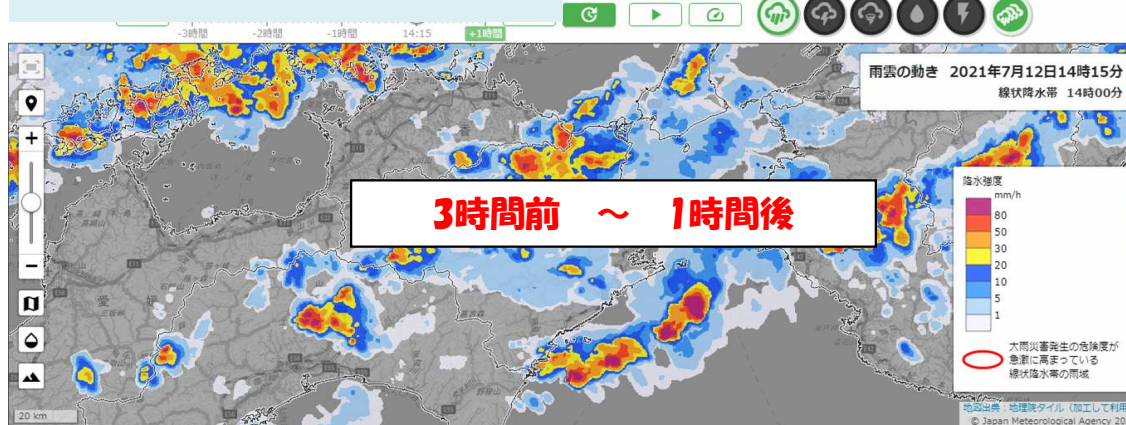 -3時間 -2時間 -1時間 14:15 +1時間
雨雲の動き 2021年7月12日14時15分
線状降水帯 14時00分
降水強度
mm/h
80
50
30
20
10
5
1
3時間前 ～ 1時間後
愛媛
大雨災害発生の危険度が
急激に高まっている
線状降水帯の雨域
20 km
地図出典：地理院タイル（加工して利用
© Japan Meteorological Agency 20